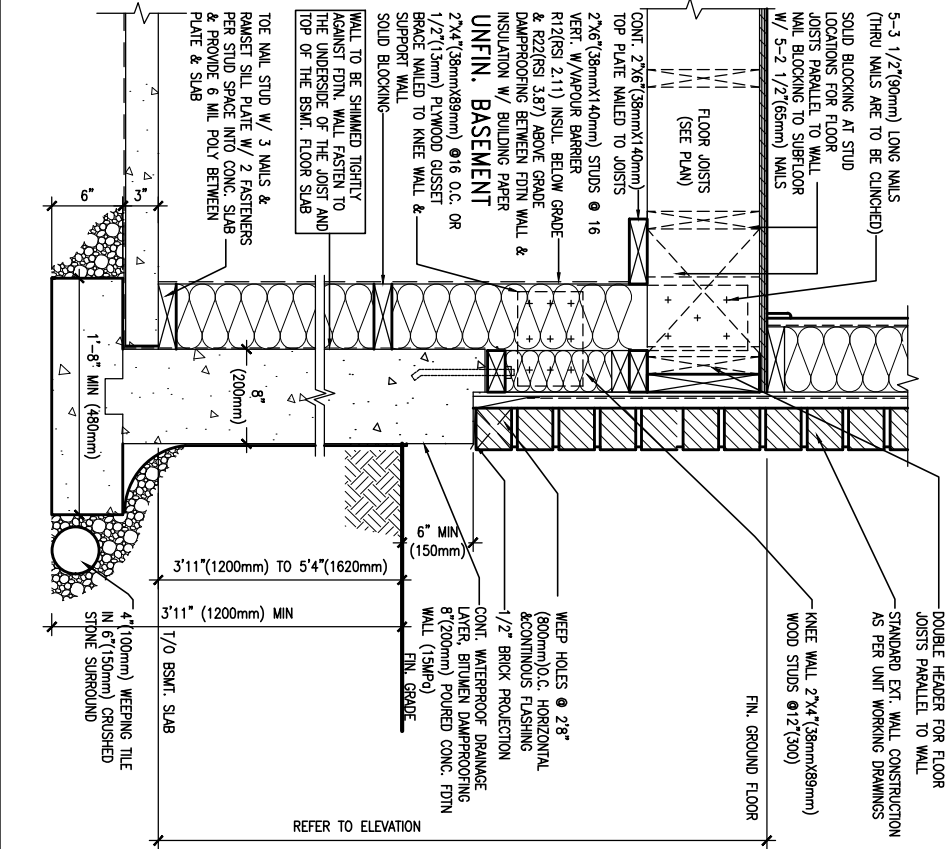 5-3 1/2"(90mm) LONG NAILS
(THRU NAILS ARE TO BE CLINCHED)
SOLID BLOCKING AT STUD
LOCATIONS FOR FLOOR
JOISTS PARALLEL TO WALL
NAIL BLOCKING TO SUBFLOOR
W/ 5-2 1/2"(65mm) NAILS
FLOOR JOISTS
(SEE PLAN)
CONT. 2"X6"(38mmX140mm)
TOP PLATE NAILED TO JOISTS
2"X6"(38mmX140mm) STUDS @ 16
VERT. W/VAPOUR BARRIER
R12(RSI 2.11) INSUL BELOW GRADE
& R22(RSI 3.87) ABOVE GRADE
DAMPPROOFING BETWEEN FDTN WALL &
INSULATION W/ BUILDING PAPER
UNFIN. BASEMENT
2"X4"(38mmX89mm) @16 O.C. OR
1/2"(13mm) PLYWOOD GUSSET
BRACE NAILED TO KNEE WALL &
SUPPORT WALL
SOLID BLOCKING
WALL TO BE SHIMMED TIGHTLY
AGAINST FDTN. WALL FASTEN TO
THE UNDERSIDE OF THE JOIST AND
TOP OF THE BSMT. FLOOR SLAB
TOE NAIL STUD W/ 3 NAILS &
RAMSET SILL PLATE W/ 2 FASTENERS
PER STUD SPACE INTO CONC. SLAB
& PROVIDE 6 MIL POLY BETWEEN
PLATE & SLAB
6"
3"
1'-8" MIN (480mm)
8"
(200mm)
DOUBLE HEADER FOR FLOOR
JOISTS PARALLEL TO WALL
STANDARD EXT. WALL CONSTRUCTION
AS PER UNIT WORKING DRAWINGS
KNEE WALL 2"X4"(38mmX89mm)
WOOD STUDS @12"(300)
FIN. GROUND FLOOR
WEEP HOLES @ 2'8"
(800mm)O.C. HORIZONTAL
&CONTINOUS FLASHING
1/2" BRICK PROJECTION
CONT. WATERPROOF DRAINAGE
LAYER, BITUMEN DAMPPROOFING
8"(200mm) POURED CONC. FDTN
WALL (15MPa)
FIN. GRADE
6" MIN
(150mm)
3'11"(1200mm) TO 5'4"(1620mm)
3'11" (1200mm) MIN
T/O BSMT. SLAB
4"(100mm) WEEPING TILE
IN 6"(150mm) CRUSHED
STONE SURROUND
REFER TO ELEVATION